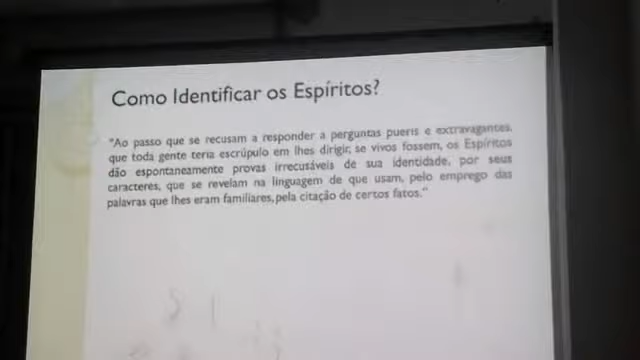 Como Identificar os Espíritos?
"Ao passo que se recusam a responder a perguntas pueris e extravagantes,
que toda gente teria escrúpulo em lhes dirigir, se vivos fossem, os Espíritos
dão espontaneamente provas irrecusáveis de sua identidade, por seus
caracteres, que se revelam na linguagem de que usam, pelo emprego das
palavras que lhes eram familiares, pela citação de certos fatos."